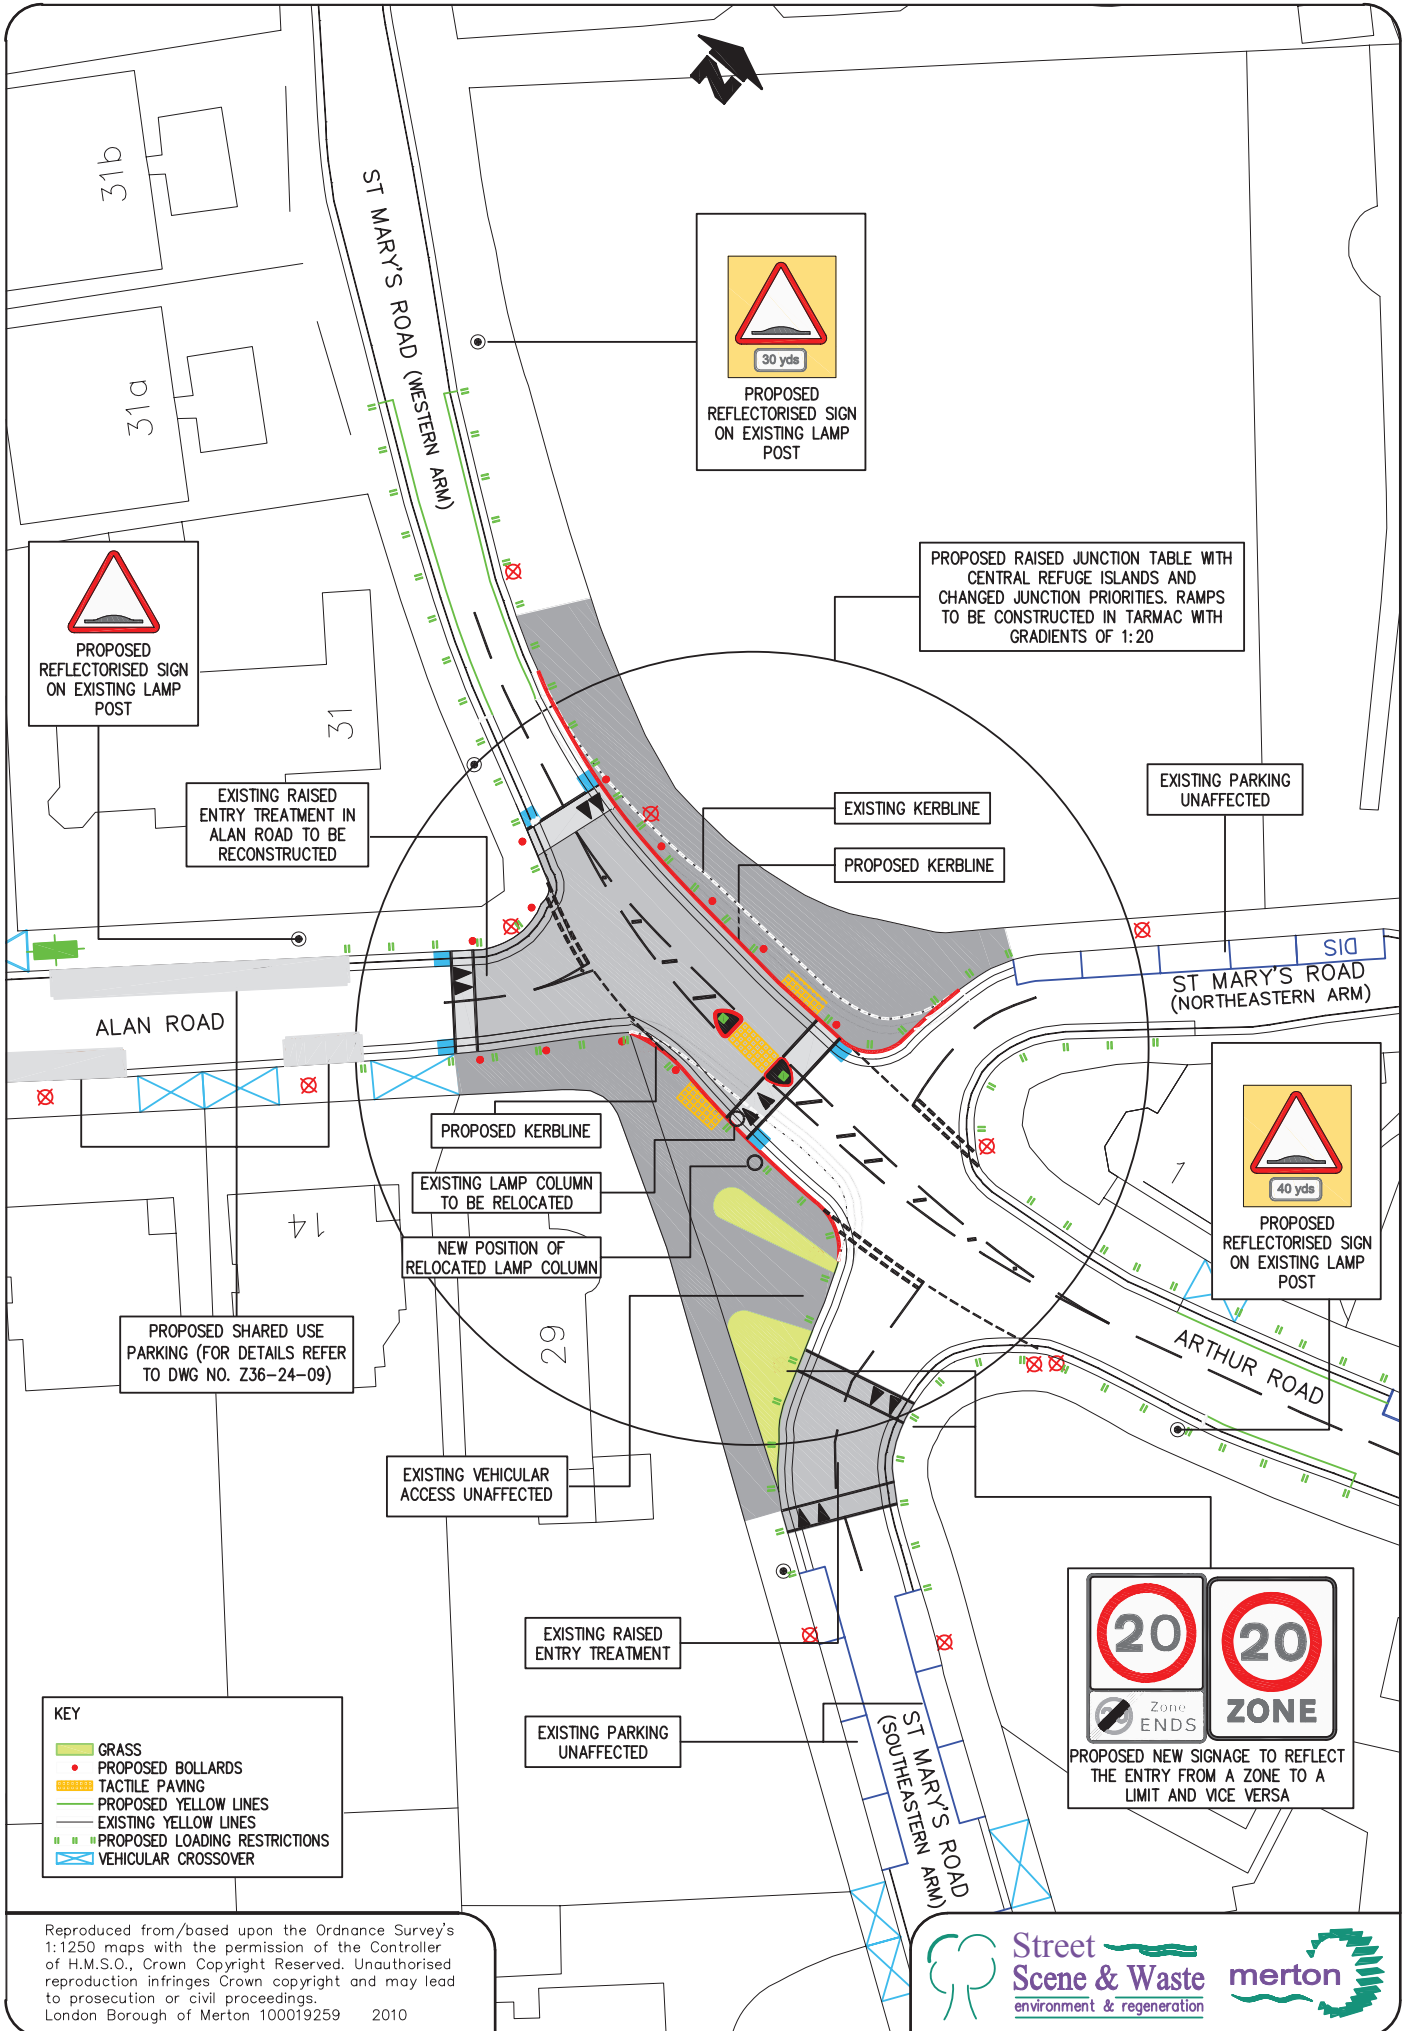 N
31b
ST MARY'S ROAD (WESTERN ARM)
30 yds
PROPOSED
REFLECTORISED SIGN
ON EXISTING LAMP
POST
31a
PROPOSED
REFLECTORISED SIGN
ON EXISTING LAMP
POST
PROPOSED RAISED JUNCTION TABLE WITH
CENTRAL REFUGE ISLANDS AND
CHANGED JUNCTION PRIORITIES. RAMPS
TO BE CONSTRUCTED IN TARMAC WITH
GRADIENTS OF 1:20
31
EXISTING RAISED
ENTRY TREATMENT IN
ALAN ROAD TO BE
RECONSTRUCTED
EXISTING KERBLINE
PROPOSED KERBLINE
EXISTING PARKING
UNAFFECTED
DIS
ST MARY'S ROAD
(NORTHEASTERN ARM)
ALAN ROAD
PROPOSED KERBLINE
EXISTING LAMP COLUMN
TO BE RELOCATED
NEW POSITION OF
RELOCATED LAMP COLUMN
14
1
40 yds
PROPOSED
REFLECTORISED SIGN
ON EXISTING LAMP
POST
PROPOSED SHARED USE
PARKING (FOR DETAILS REFER
TO DWG NO. Z36-24-09)
29
ARTHUR ROAD
EXISTING VEHICULAR
ACCESS UNAFFECTED
EXISTING RAISED
ENTRY TREATMENT
EXISTING PARKING
UNAFFECTED
ST MARY'S ROAD
(SOUTHEASTERN ARM)
20
20
Zone
ENDS
20
ZONE
PROPOSED NEW SIGNAGE TO REFLECT
THE ENTRY FROM A ZONE TO A
LIMIT AND VICE VERSA
KEY
GRASS
PROPOSED BOLLARDS
TACTILE PAVING
PROPOSED YELLOW LINES
EXISTING YELLOW LINES
PROPOSED LOADING RESTRICTIONS
VEHICULAR CROSSOVER
Reproduced from/based upon the Ordnance Survey's
1:1250 maps with the permission of the Controller
of H.M.S.O., Crown Copyright Reserved. Unauthorised
reproduction infringes Crown copyright and may lead
to prosecution or civil proceedings.
London Borough of Merton 100019259 2010
Street
Scene & Waste
environment & regeneration
merton